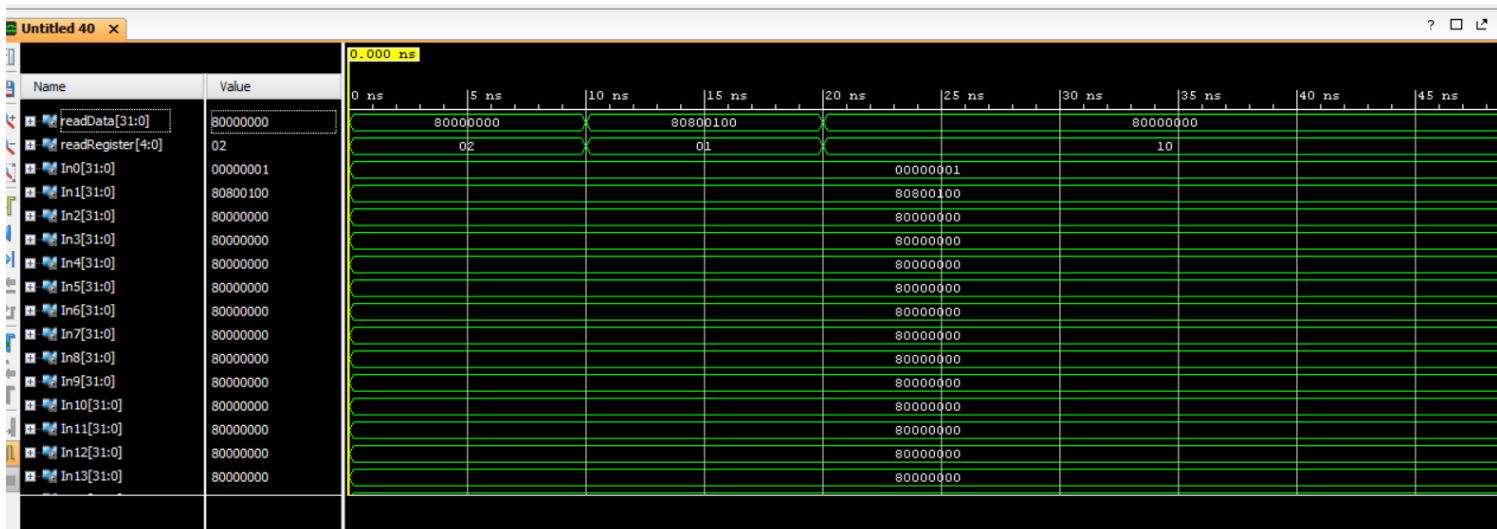 Untitled 40 X ?
0.000 ns
Name Value
0 ns 5 ns 10 ns 15 ns 20 ns 25 ns 30 ns 35 ns 40 ns 45 ns
readData[31:0] 80000000 80000000 80800100 80000000
readRegister[4:0] 02 02 01 10
In0[31:0] 00000001 00000001
In1[31:0] 80800100 80800100
In2[31:0] 80000000 80000000
In3[31:0] 80000000 80000000
In4[31:0] 80000000 80000000
In5[31:0] 80000000 80000000
In6[31:0] 80000000 80000000
In7[31:0] 80000000 80000000
In8[31:0] 80000000 80000000
In9[31:0] 80000000 80000000
In10[31:0] 80000000 80000000
In11[31:0] 80000000 80000000
In12[31:0] 80000000 80000000
In13[31:0] 80000000 80000000